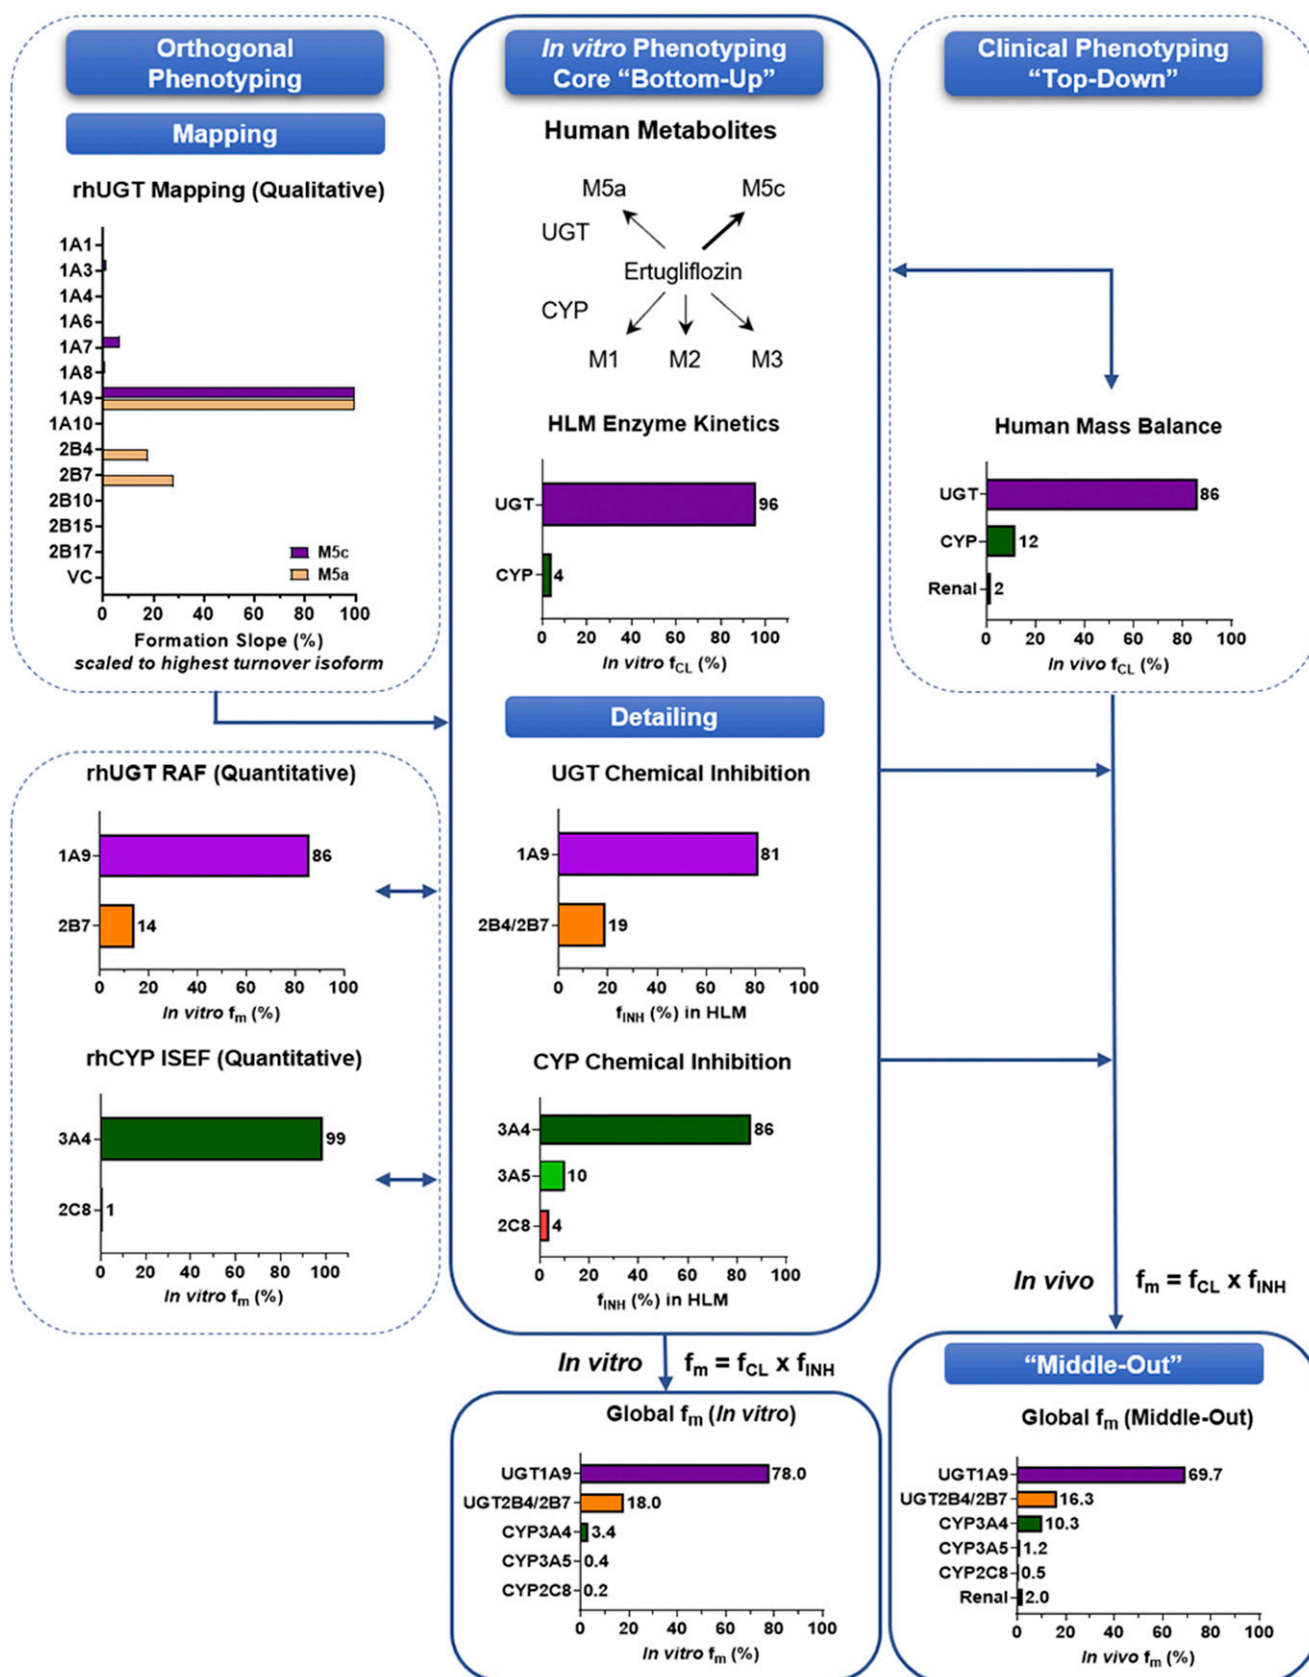 Orthogonal
Phenotyping
Mapping
rhUGT Mapping (Qualitative)
1A1
1A3
1A4
1A6
1A7
1A8
1A9
1A10
2B4
2B7
2B10
2B15
2B17
VC
M5c
M5a
0 20 40 60 80 100
Formation Slope (%)
scaled to highest turnover isoform
rhUGT RAF (Quantitative)
1A9 86
2B7 14
0 20 40 60 80 100
In vitro fm (%)
rhCYP ISEF (Quantitative)
3A4 99
2C8 1
0 20 40 60 80 100
In vitro fm (%)
In vitro Phenotyping
Core “Bottom-Up”
Human Metabolites
M5a M5c
UGT
Ertugliflozin
CYP
M1 M2 M3
HLM Enzyme Kinetics
UGT 96
CYP 4
0 20 40 60 80 100
In vitro fCL (%)
Detailing
UGT Chemical Inhibition
1A9 81
2B4/2B7 19
0 20 40 60 80 100
fINH (%) in HLM
CYP Chemical Inhibition
3A4 86
3A5 10
2C8 4
0 20 40 60 80 100
fINH (%) in HLM
In vitro fm = fCL x fINH
Global fm (In vitro)
UGT1A9 78.0
UGT2B4/2B7 18.0
CYP3A4 3.4
CYP3A5 0.4
CYP2C8 0.2
0 20 40 60 80 100
In vitro fm (%)
Clinical Phenotyping
“Top-Down”
Human Mass Balance
UGT 86
CYP 12
Renal 2
0 20 40 60 80 100
In vivo fCL (%)
In vivo fm = fCL x fINH
“Middle-Out”
Global fm (Middle-Out)
UGT1A9 69.7
UGT2B4/2B7 16.3
CYP3A4 10.3
CYP3A5 1.2
CYP2C8 0.5
Renal 2.0
0 20 40 60 80 100
In vivo fm (%)